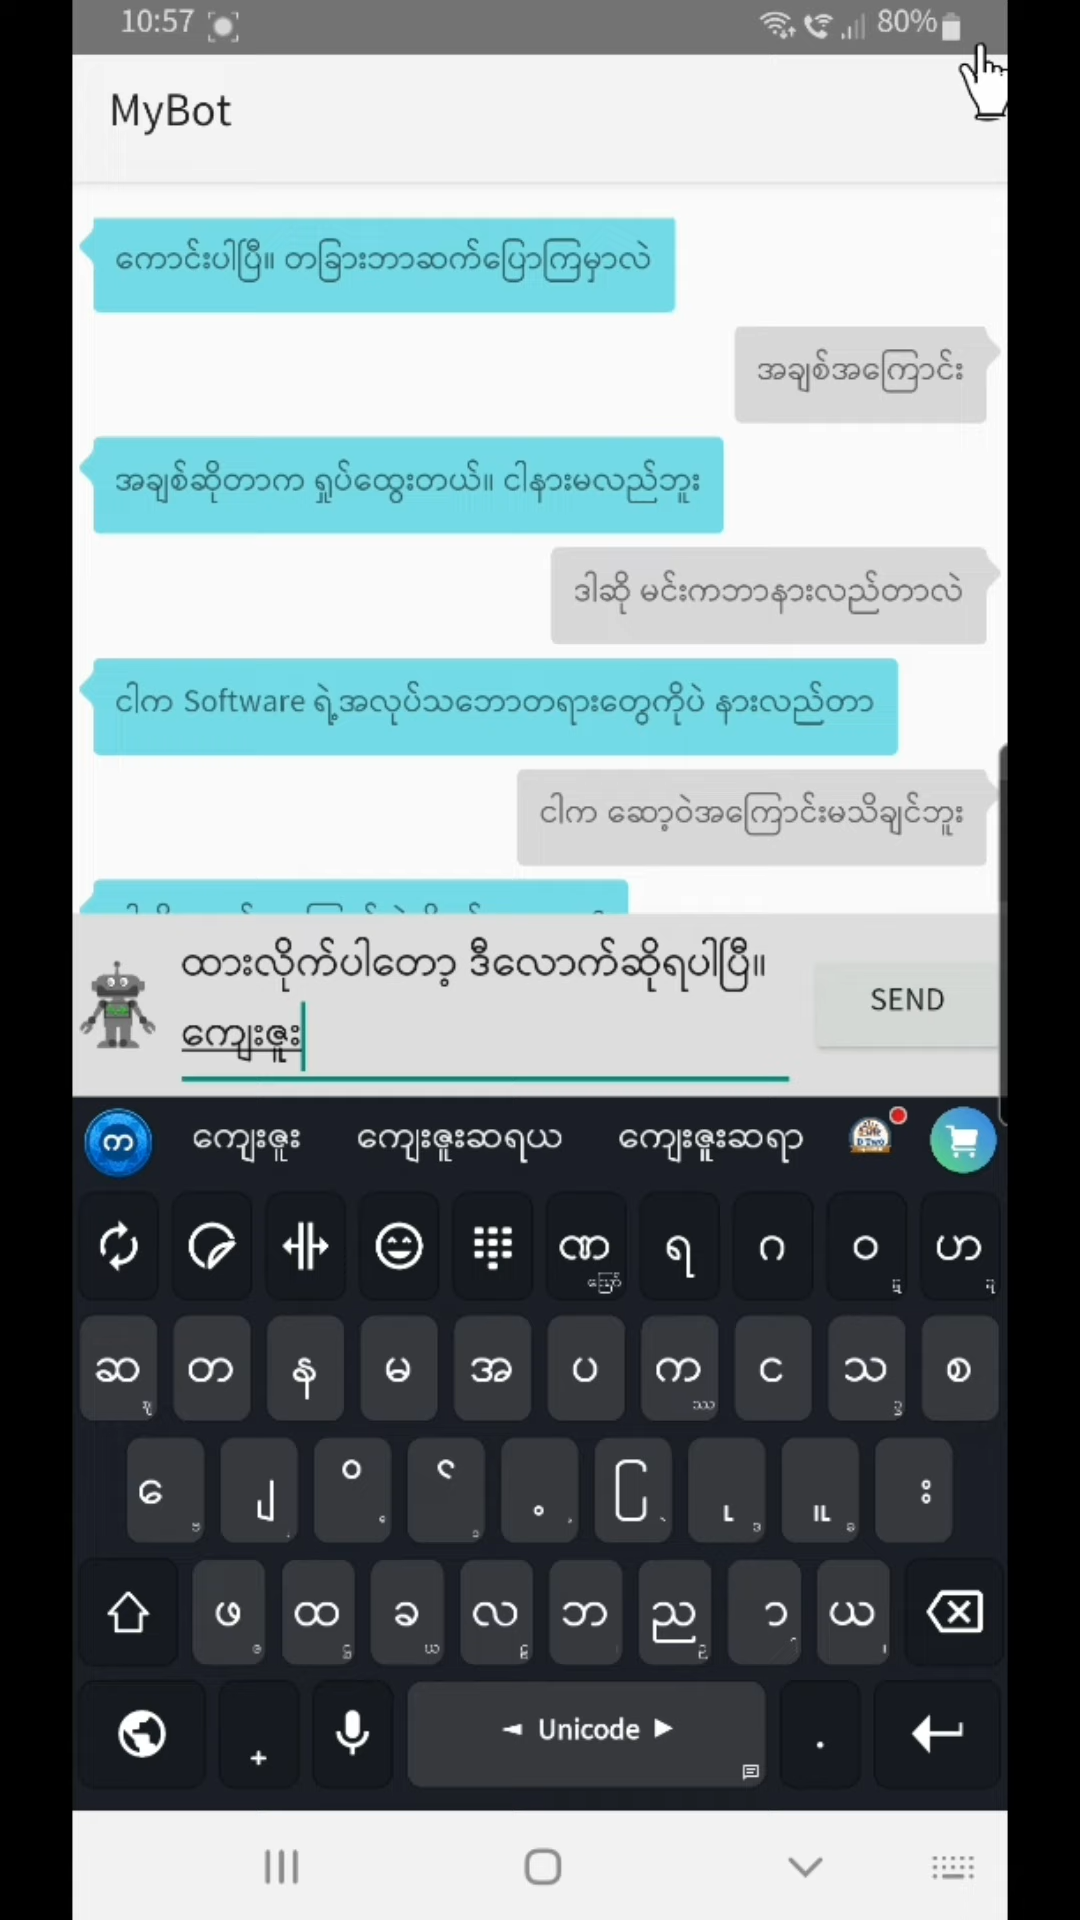 10:57
80%
MyBot
ကောင်းပါပြီ။ တခြားဘာဆက်ပြောကြမှာလဲ
အချစ်အကြောင်း
အချစ်ဆိုတာက ရှုပ်ထွေးတယ်။ ငါနားမလည်ဘူး
ဒါဆို မင်းကဘာနားလည်တာလဲ
ငါက Software ရဲ့အလုပ်သဘောတရားတွေကိုပဲ နားလည်တာ
ငါက ဆော့ဝဲအကြောင်းမသိချင်ဘူး
ထားလိုက်ပါတော့ ဒီလောက်ဆိုရပါပြီ။
ကျေးဇူး
SEND
က ကျေးဇူး ကျေးဇူးဆရယ ကျေးဇူးဆရာ
ဏ ရ ဂ ဝ ဟ
ဆ တ န မ အ ပ က င သ စ
ေ ျ ိ ် ့ ြ ု ူ း
ဖ ထ ခ လ ဘ ည ာ ယ
+ ◄ Unicode ► .